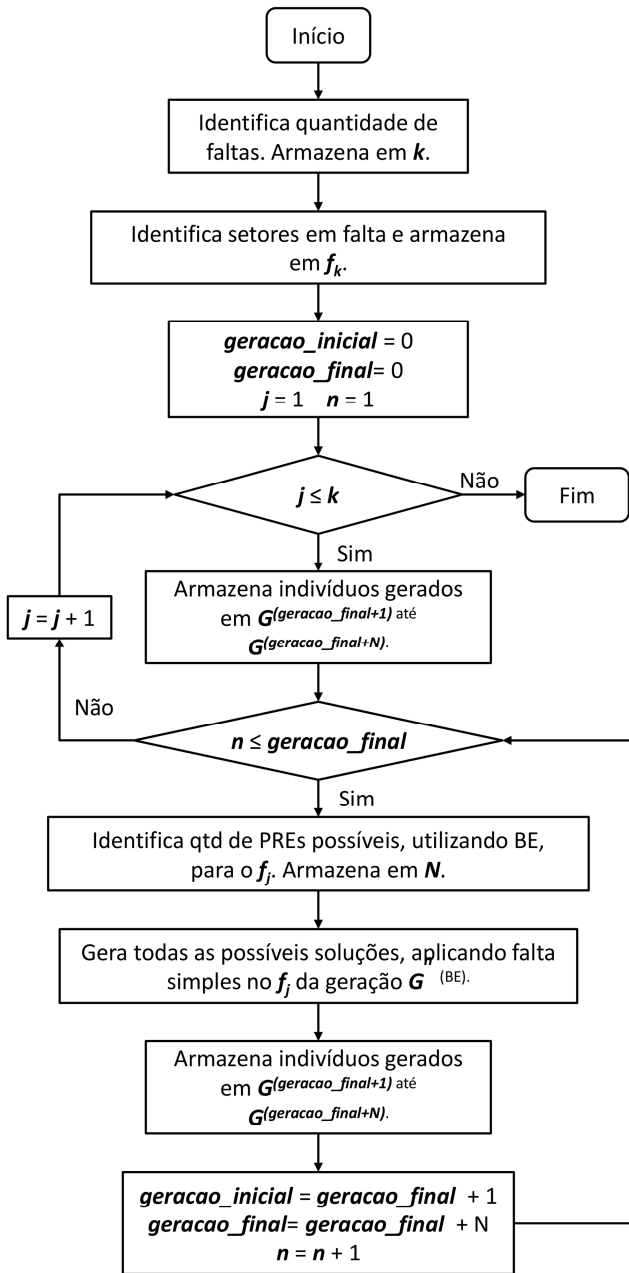 Início
Identifica quantidade de
faltas. Armazena em k.
Identifica setores em falta e armazena
em fk.
geracao_inicial = 0
geracao_final= 0
j = 1 n = 1
j ≤ k
Não
Fim
Sim
Armazena indivíduos gerados
em G(geracao_final+1) até
G(geracao_final+N).
j = j + 1
Não
n ≤ geracao_final
Sim
Identifica qtd de PREs possíveis, utilizando BE,
para o fj. Armazena em N.
Gera todas as possíveis soluções, aplicando falta
simples no fj da geração Gn (BE).
Armazena indivíduos gerados
em G(geracao_final+1) até
G(geracao_final+N).
geracao_inicial = geracao_final + 1
geracao_final= geracao_final + N
n = n + 1